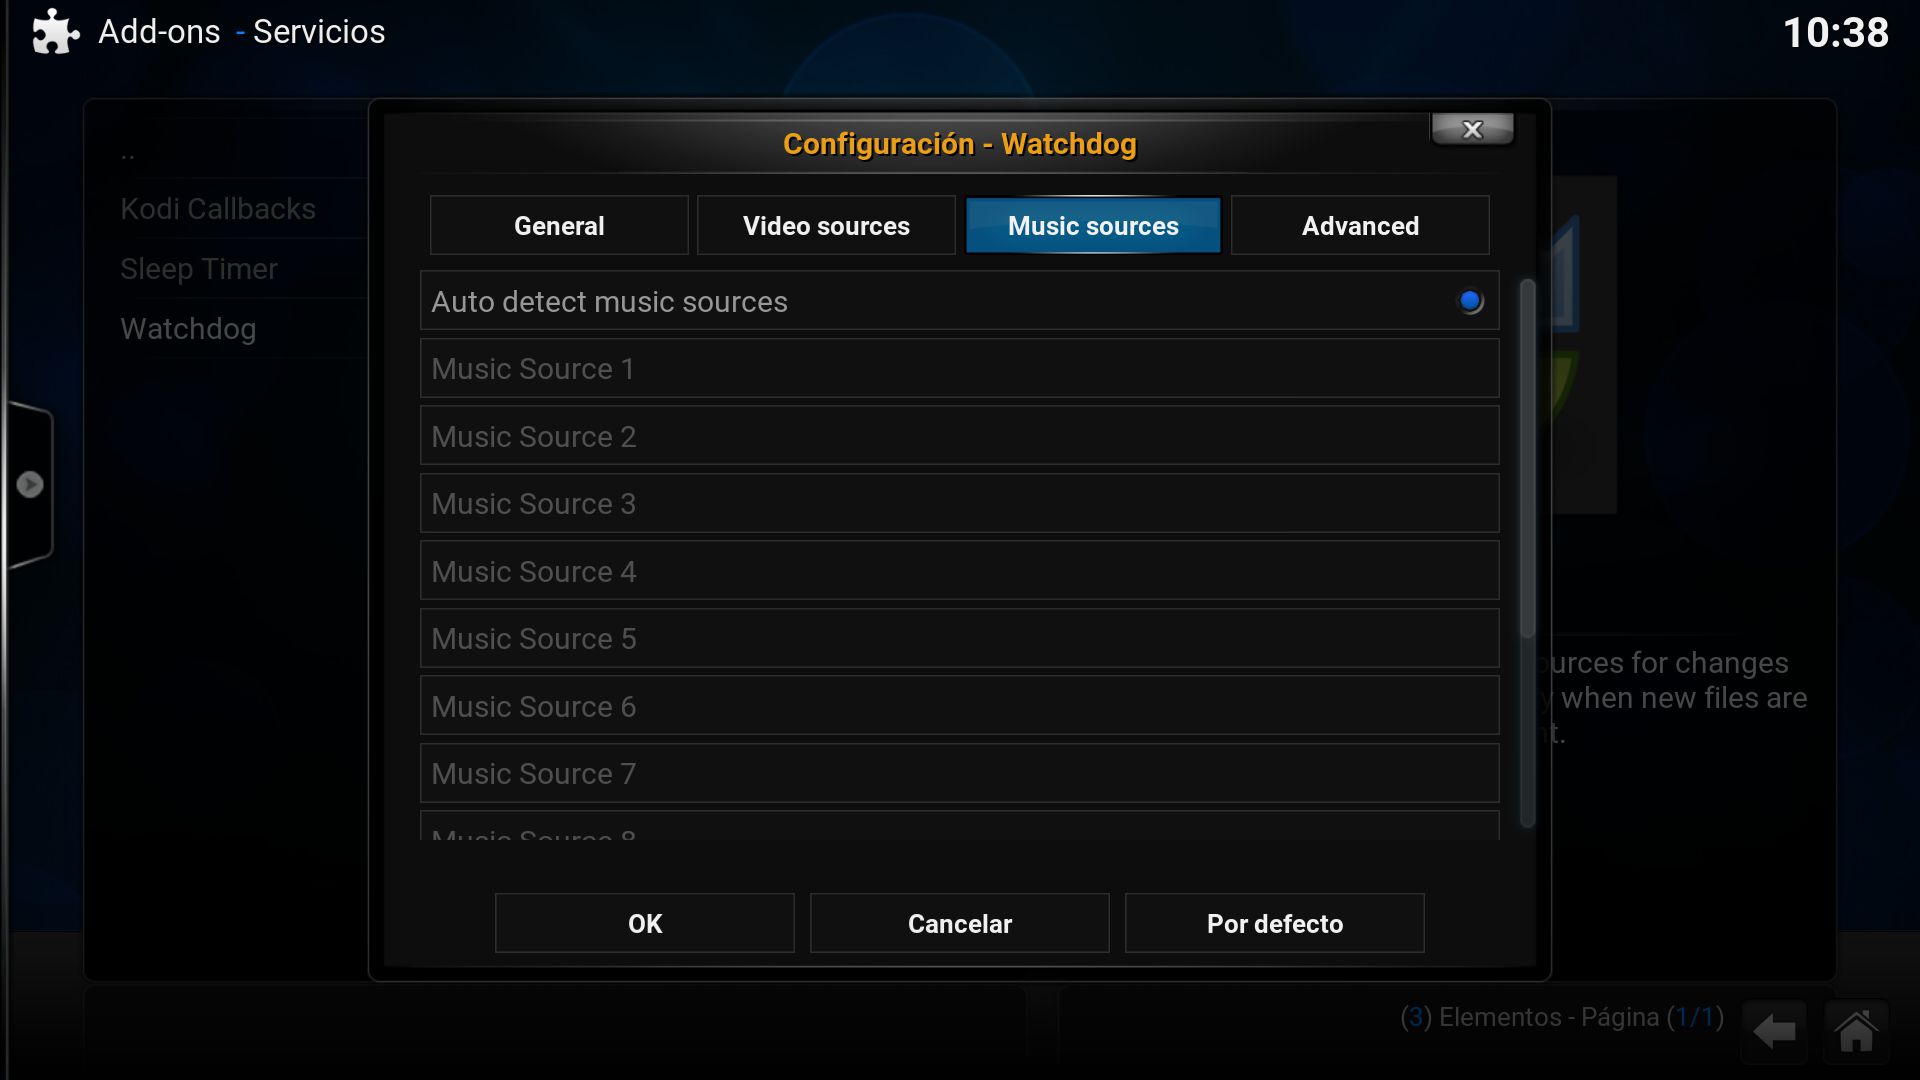 Add-ons - Servicios
10:38
..
Kodi Callbacks
Sleep Timer
Watchdog
Configuración - Watchdog
General
Video sources
Music sources
Advanced
Auto detect music sources
Music Source 1
Music Source 2
Music Source 3
Music Source 4
Music Source 5
Music Source 6
Music Source 7
Music Source 8
OK
Cancelar
Por defecto
for changes
when new files are
(3) Elementos - Página (1/1)